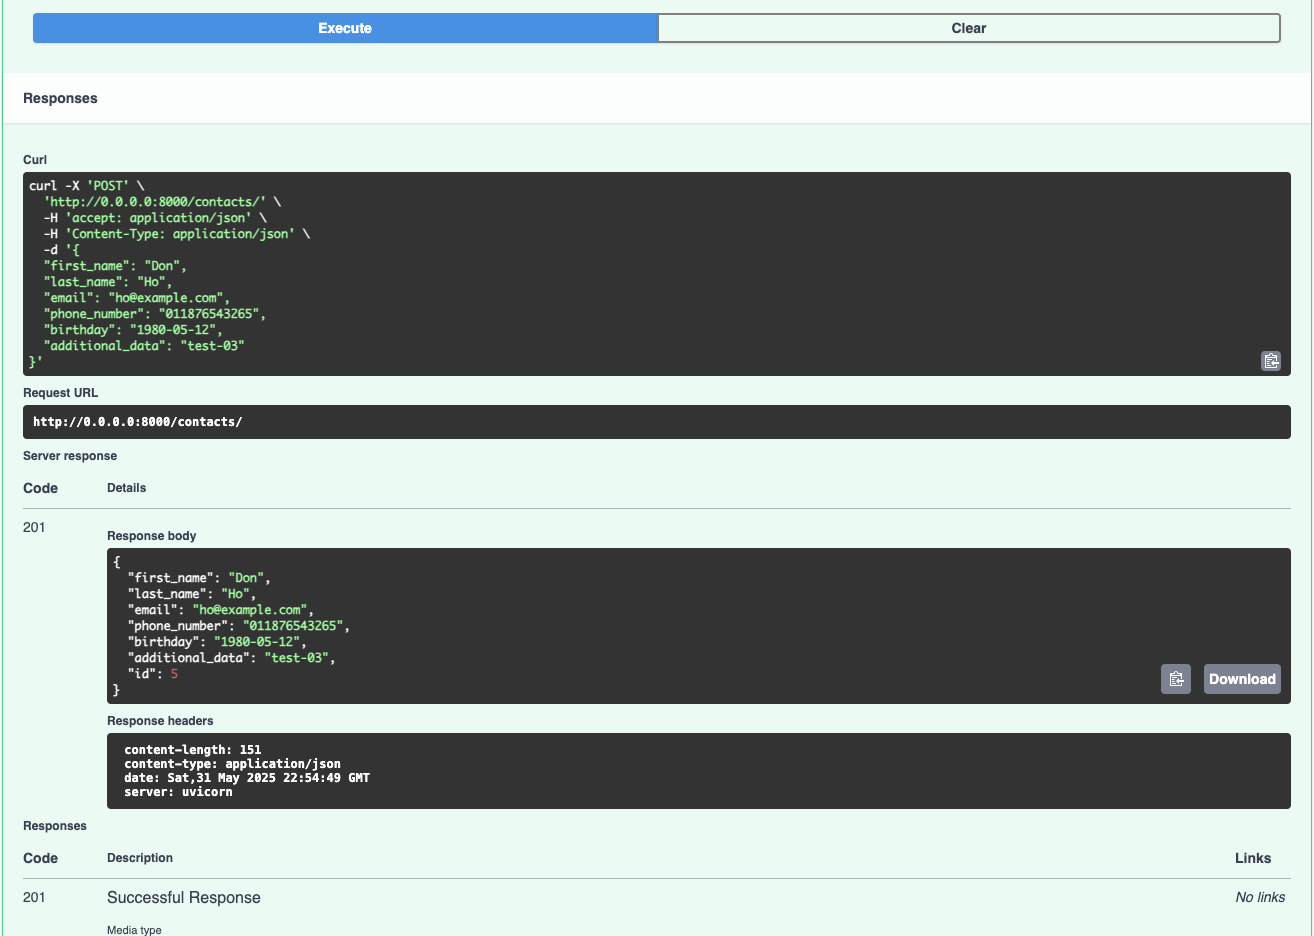 Execute
Clear
Responses
Curl
curl -X 'POST' \
  'http://0.0.0.0:8000/contacts/' \
  -H 'accept: application/json' \
  -H 'Content-Type: application/json' \
  -d '{
  "first_name": "Don",
  "last_name": "Ho",
  "email": "ho@example.com",
  "phone_number": "011876543265",
  "birthday": "1980-05-12",
  "additional_data": "test-03"
}'
Request URL
http://0.0.0.0:8000/contacts/
Server response
Code Details
201
Response body
{
  "first_name": "Don",
  "last_name": "Ho",
  "email": "ho@example.com",
  "phone_number": "011876543265",
  "birthday": "1980-05-12",
  "additional_data": "test-03",
  "id": 5
}
Download
Response headers
content-length: 151
content-type: application/json
date: Sat,31 May 2025 22:54:49 GMT
server: uvicorn
Responses
Code Description Links
201 Successful Response No links
Media type